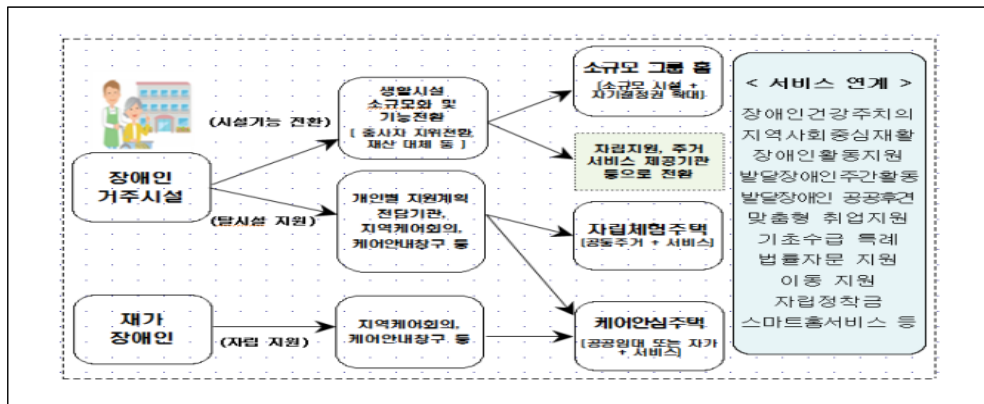 장애인
거주시설
재가
장애인
(시설기능 전환)
(탈시설 지원)
(자립 지원)
생활시설
소규모화 및
기능전환
[ 종사자 지위전환,
재산 대체 등 ]
개인별 지원계획
전담기관,
지역케어회의,
케어안내창구 등
지역케어회의,
케어안내창구 등
소규모 그룹 홈
[소규모 시설 +
자기결정권 확대]
자립지원, 주거
서비스 제공기관
등으로 전환
자립체험주택
[공동주거 + 서비스]
케어안심주택
[공공임대 또는 자가
+ 서비스]
< 서비스 연계 >
장애인건강주치의
지역사회중심재활
장애인활동지원
발달장애인주간활동
발달장애인 공공후견
맞춤형 취업지원
기초수급 특례
법률자문 지원
이동 지원
자립정착금
스마트홈서비스 등